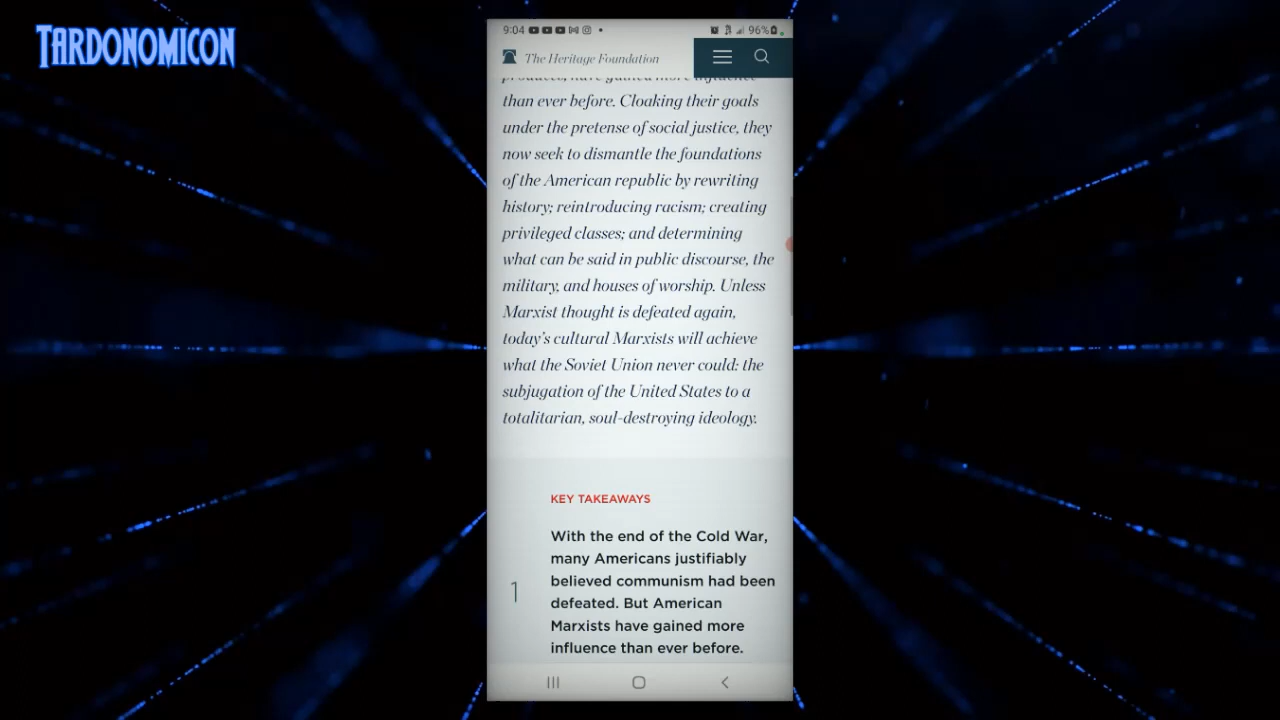 TARDONOMICON
9:04
96%
The Heritage Foundation
than ever before. Cloaking their goals
under the pretense of social justice, they
now seek to dismantle the foundations
of the American republic by rewriting
history; reintroducing racism; creating
privileged classes; and determining
what can be said in public discourse, the
military, and houses of worship. Unless
Marxist thought is defeated again,
today's cultural Marxists will achieve
what the Soviet Union never could: the
subjugation of the United States to a
totalitarian, soul-destroying ideology.
KEY TAKEAWAYS
With the end of the Cold War,
many Americans justifiably
believed communism had been
1
defeated. But American
Marxists have gained more
influence than ever before.